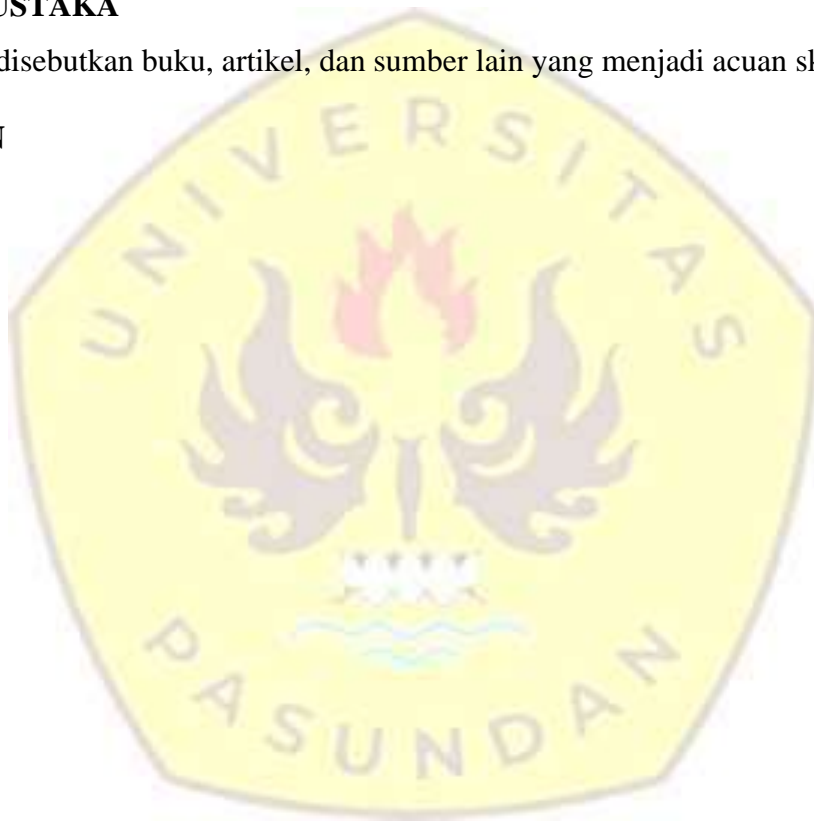 USTAKA
disebutkan buku, artikel, dan sumber lain yang menjadi acuan sk
N
UNIVERSITAS
PASUNDAN